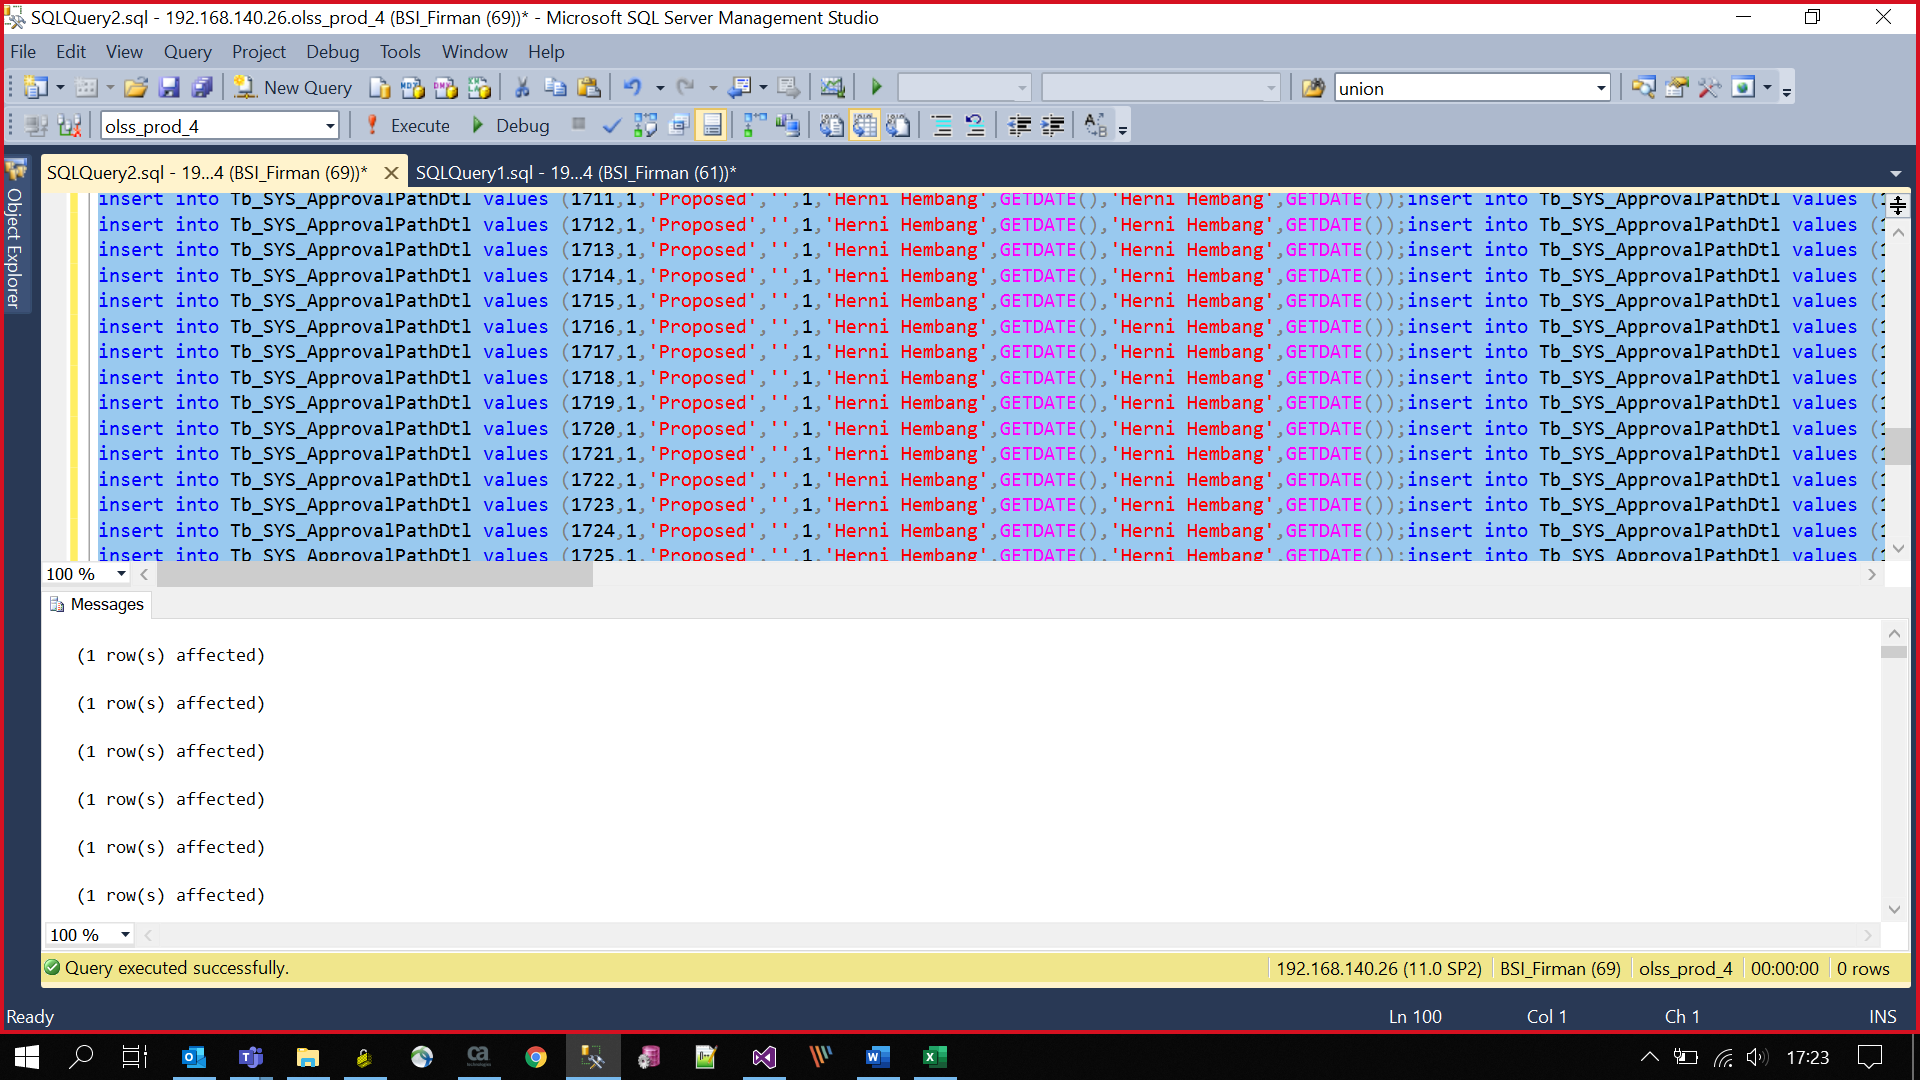 SQLQuery2.sql - 192.168.140.26.olss_prod_4 (BSI_Firman (69))* - Microsoft SQL Server Management Studio
File Edit View Query Project Debug Tools Window Help
New Query union
olss_prod_4 Execute Debug
SQLQuery2.sql - 19...4 (BSI_Firman (69))* SQLQuery1.sql - 19...4 (BSI_Firman (61))*
Object Explorer
insert into Tb_SYS_ApprovalPathDtl values (1711,1,'Proposed','',1,'Herni Hembang',GETDATE(),'Herni Hembang',GETDATE());insert into Tb_SYS_ApprovalPathDtl values (1
insert into Tb_SYS_ApprovalPathDtl values (1712,1,'Proposed','',1,'Herni Hembang',GETDATE(),'Herni Hembang',GETDATE());insert into Tb_SYS_ApprovalPathDtl values (1
insert into Tb_SYS_ApprovalPathDtl values (1713,1,'Proposed','',1,'Herni Hembang',GETDATE(),'Herni Hembang',GETDATE());insert into Tb_SYS_ApprovalPathDtl values (1
insert into Tb_SYS_ApprovalPathDtl values (1714,1,'Proposed','',1,'Herni Hembang',GETDATE(),'Herni Hembang',GETDATE());insert into Tb_SYS_ApprovalPathDtl values (1
insert into Tb_SYS_ApprovalPathDtl values (1715,1,'Proposed','',1,'Herni Hembang',GETDATE(),'Herni Hembang',GETDATE());insert into Tb_SYS_ApprovalPathDtl values (1
insert into Tb_SYS_ApprovalPathDtl values (1716,1,'Proposed','',1,'Herni Hembang',GETDATE(),'Herni Hembang',GETDATE());insert into Tb_SYS_ApprovalPathDtl values (1
insert into Tb_SYS_ApprovalPathDtl values (1717,1,'Proposed','',1,'Herni Hembang',GETDATE(),'Herni Hembang',GETDATE());insert into Tb_SYS_ApprovalPathDtl values (1
insert into Tb_SYS_ApprovalPathDtl values (1718,1,'Proposed','',1,'Herni Hembang',GETDATE(),'Herni Hembang',GETDATE());insert into Tb_SYS_ApprovalPathDtl values (1
insert into Tb_SYS_ApprovalPathDtl values (1719,1,'Proposed','',1,'Herni Hembang',GETDATE(),'Herni Hembang',GETDATE());insert into Tb_SYS_ApprovalPathDtl values (1
insert into Tb_SYS_ApprovalPathDtl values (1720,1,'Proposed','',1,'Herni Hembang',GETDATE(),'Herni Hembang',GETDATE());insert into Tb_SYS_ApprovalPathDtl values (1
insert into Tb_SYS_ApprovalPathDtl values (1721,1,'Proposed','',1,'Herni Hembang',GETDATE(),'Herni Hembang',GETDATE());insert into Tb_SYS_ApprovalPathDtl values (1
insert into Tb_SYS_ApprovalPathDtl values (1722,1,'Proposed','',1,'Herni Hembang',GETDATE(),'Herni Hembang',GETDATE());insert into Tb_SYS_ApprovalPathDtl values (1
insert into Tb_SYS_ApprovalPathDtl values (1723,1,'Proposed','',1,'Herni Hembang',GETDATE(),'Herni Hembang',GETDATE());insert into Tb_SYS_ApprovalPathDtl values (1
insert into Tb_SYS_ApprovalPathDtl values (1724,1,'Proposed','',1,'Herni Hembang',GETDATE(),'Herni Hembang',GETDATE());insert into Tb_SYS_ApprovalPathDtl values (1
insert into Tb_SYS_ApprovalPathDtl values (1725,1,'Proposed','',1,'Herni Hembang',GETDATE(),'Herni Hembang',GETDATE());insert into Tb_SYS_ApprovalPathDtl values (1
100 %
Messages
(1 row(s) affected)
(1 row(s) affected)
(1 row(s) affected)
(1 row(s) affected)
(1 row(s) affected)
(1 row(s) affected)
100 %
Query executed successfully. 192.168.140.26 (11.0 SP2) BSI_Firman (69) olss_prod_4 00:00:00 0 rows
Ready Ln 100 Col 1 Ch 1 INS
17:23